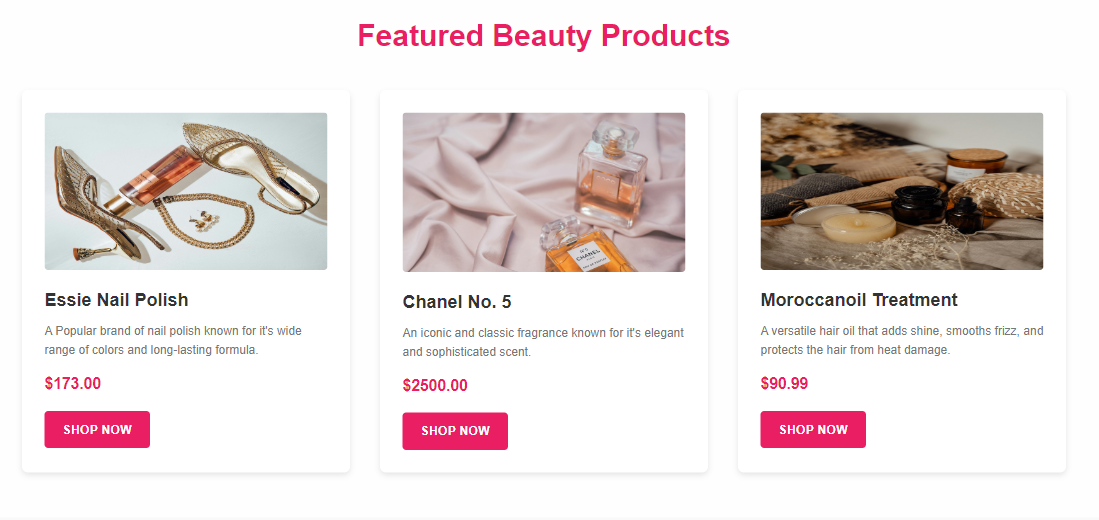 Featured Beauty Products
Essie Nail Polish
A Popular brand of nail polish known for it's wide
range of colors and long-lasting formula.
$173.00
SHOP NOW
CHANEL
Chanel No. 5
An iconic and classic fragrance known for it's elegant
and sophisticated scent.
$2500.00
SHOP NOW
Moroccanoil Treatment
A versatile hair oil that adds shine, smooths frizz, and
protects the hair from heat damage.
$90.99
SHOP NOW